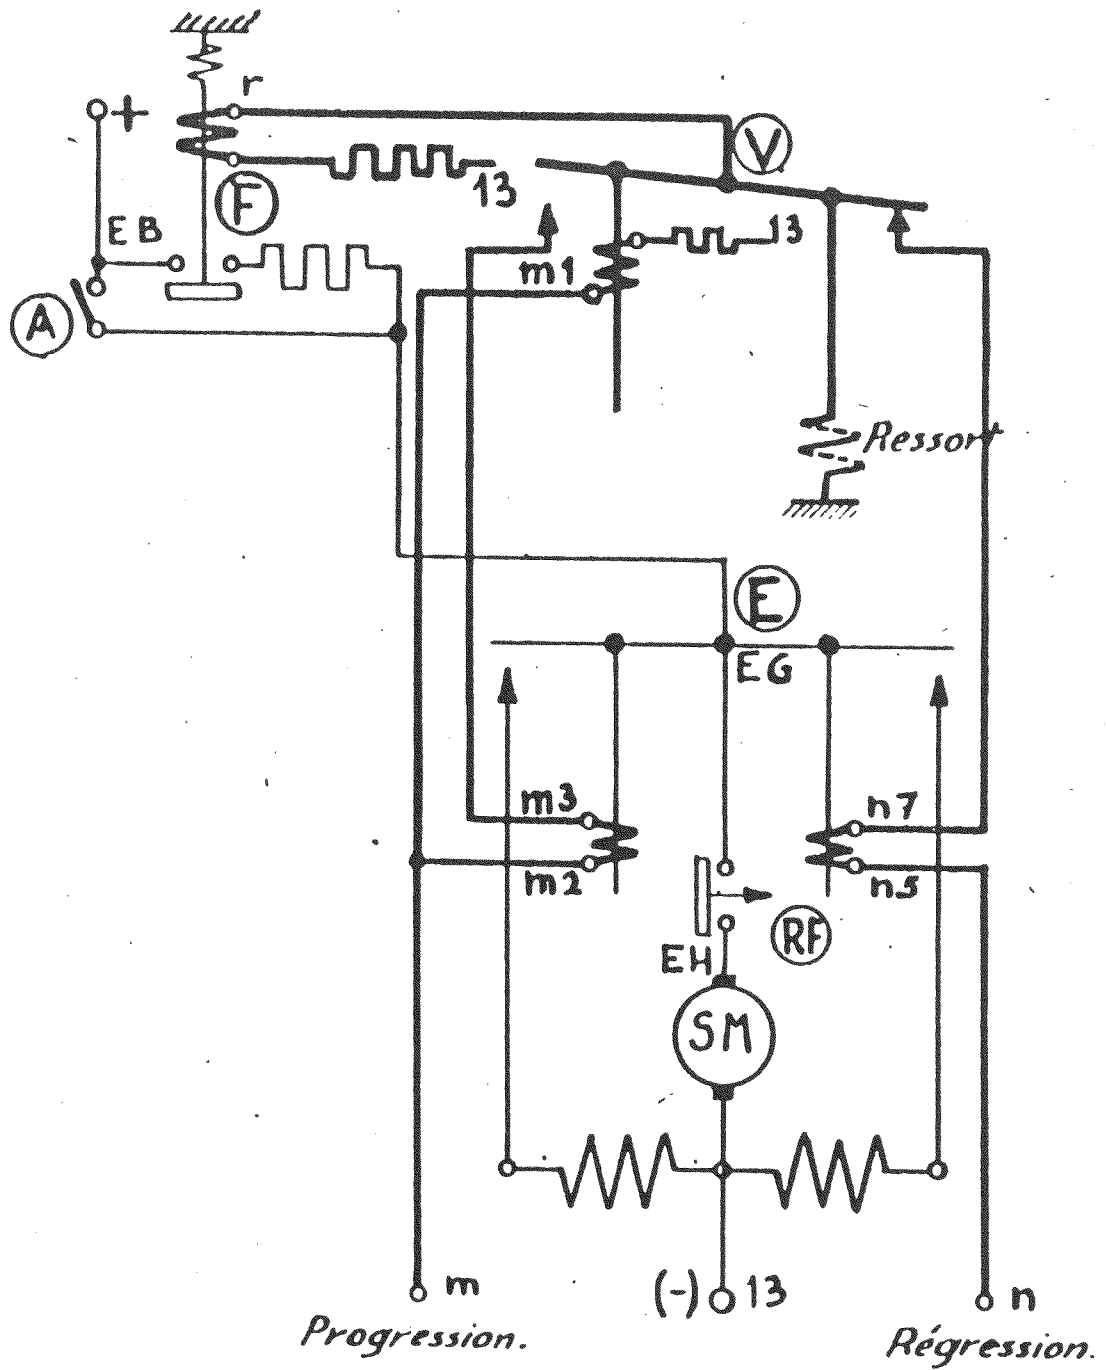 r
+
V
F
13
EB
13
m1
A
Ressort
E
EG
m3
n7
m2
n5
RF
EH
SM
m
(-) 13
n
Progression.
Régression.